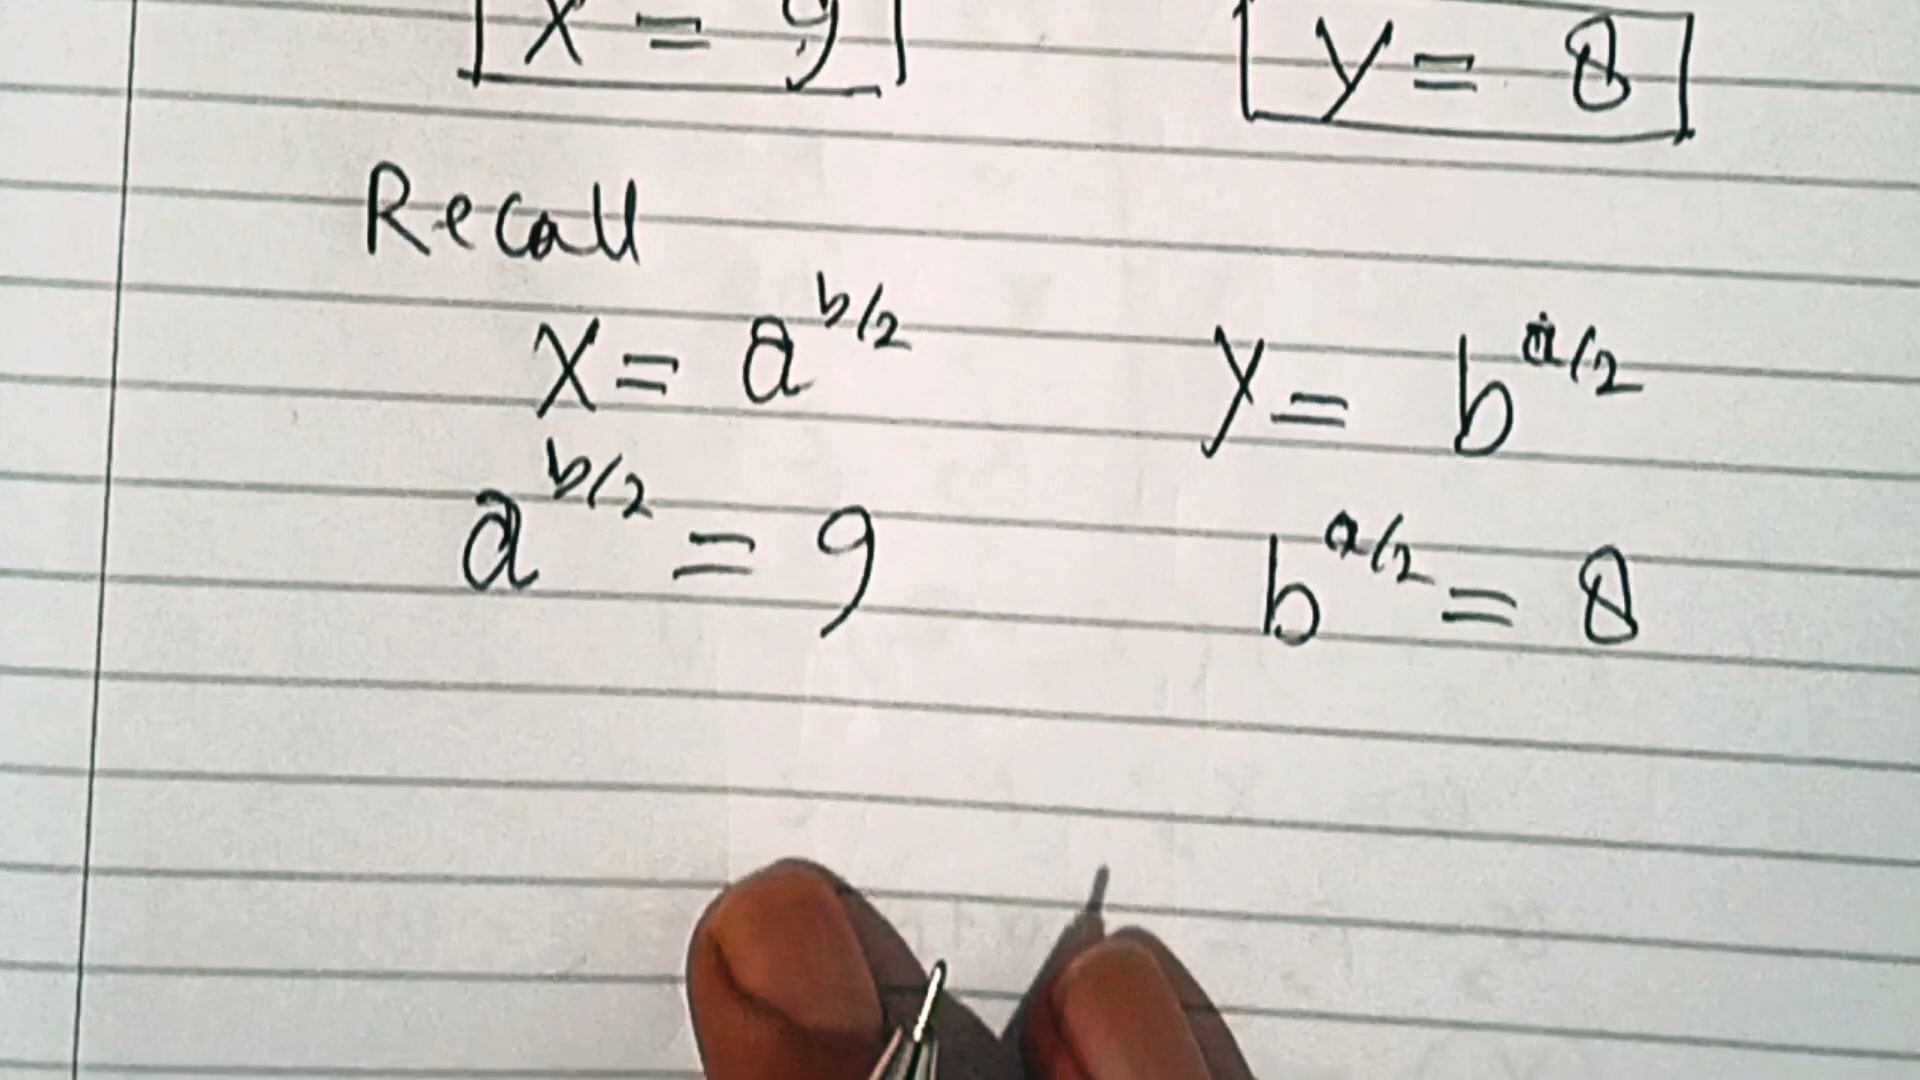 x = 9 y = 8
Recall
x = a^{b/2} y = b^{a/2}
a^{b/2} = 9 b^{a/2} = 8